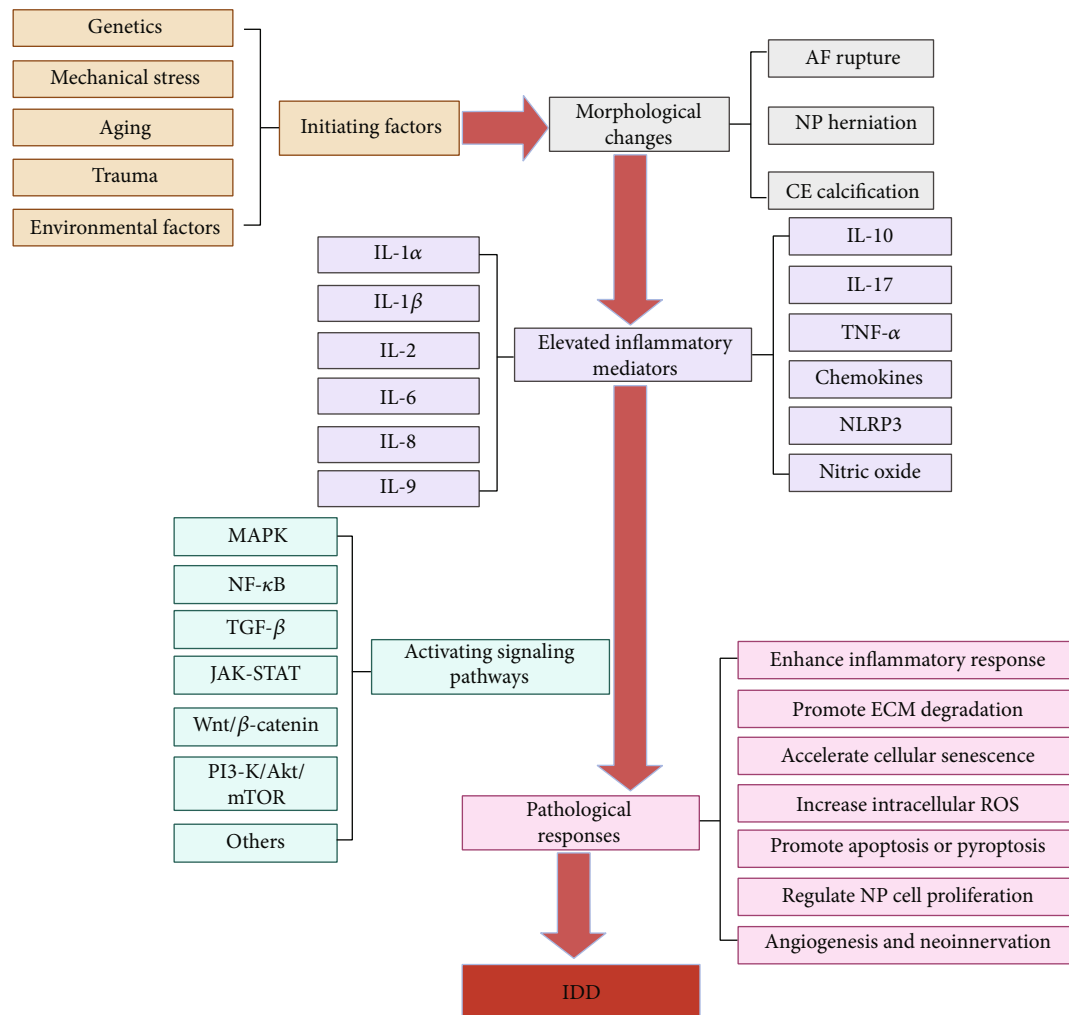 Genetics
Mechanical stress
Aging
Trauma
Environmental factors
Initiating factors
Morphological
changes
AF rupture
NP herniation
CE calcification
IL-1α
IL-1β
IL-2
IL-6
IL-8
IL-9
Elevated inflammatory
mediators
IL-10
IL-17
TNF-α
Chemokines
NLRP3
Nitric oxide
MAPK
NF-κB
TGF-β
JAK-STAT
Wnt/β-catenin
PI3-K/Akt/
mTOR
Others
Activating signaling
pathways
Pathological
responses
Enhance inflammatory response
Promote ECM degradation
Accelerate cellular senescence
Increase intracellular ROS
Promote apoptosis or pyroptosis
Regulate NP cell proliferation
Angiogenesis and neoinnervation
IDD